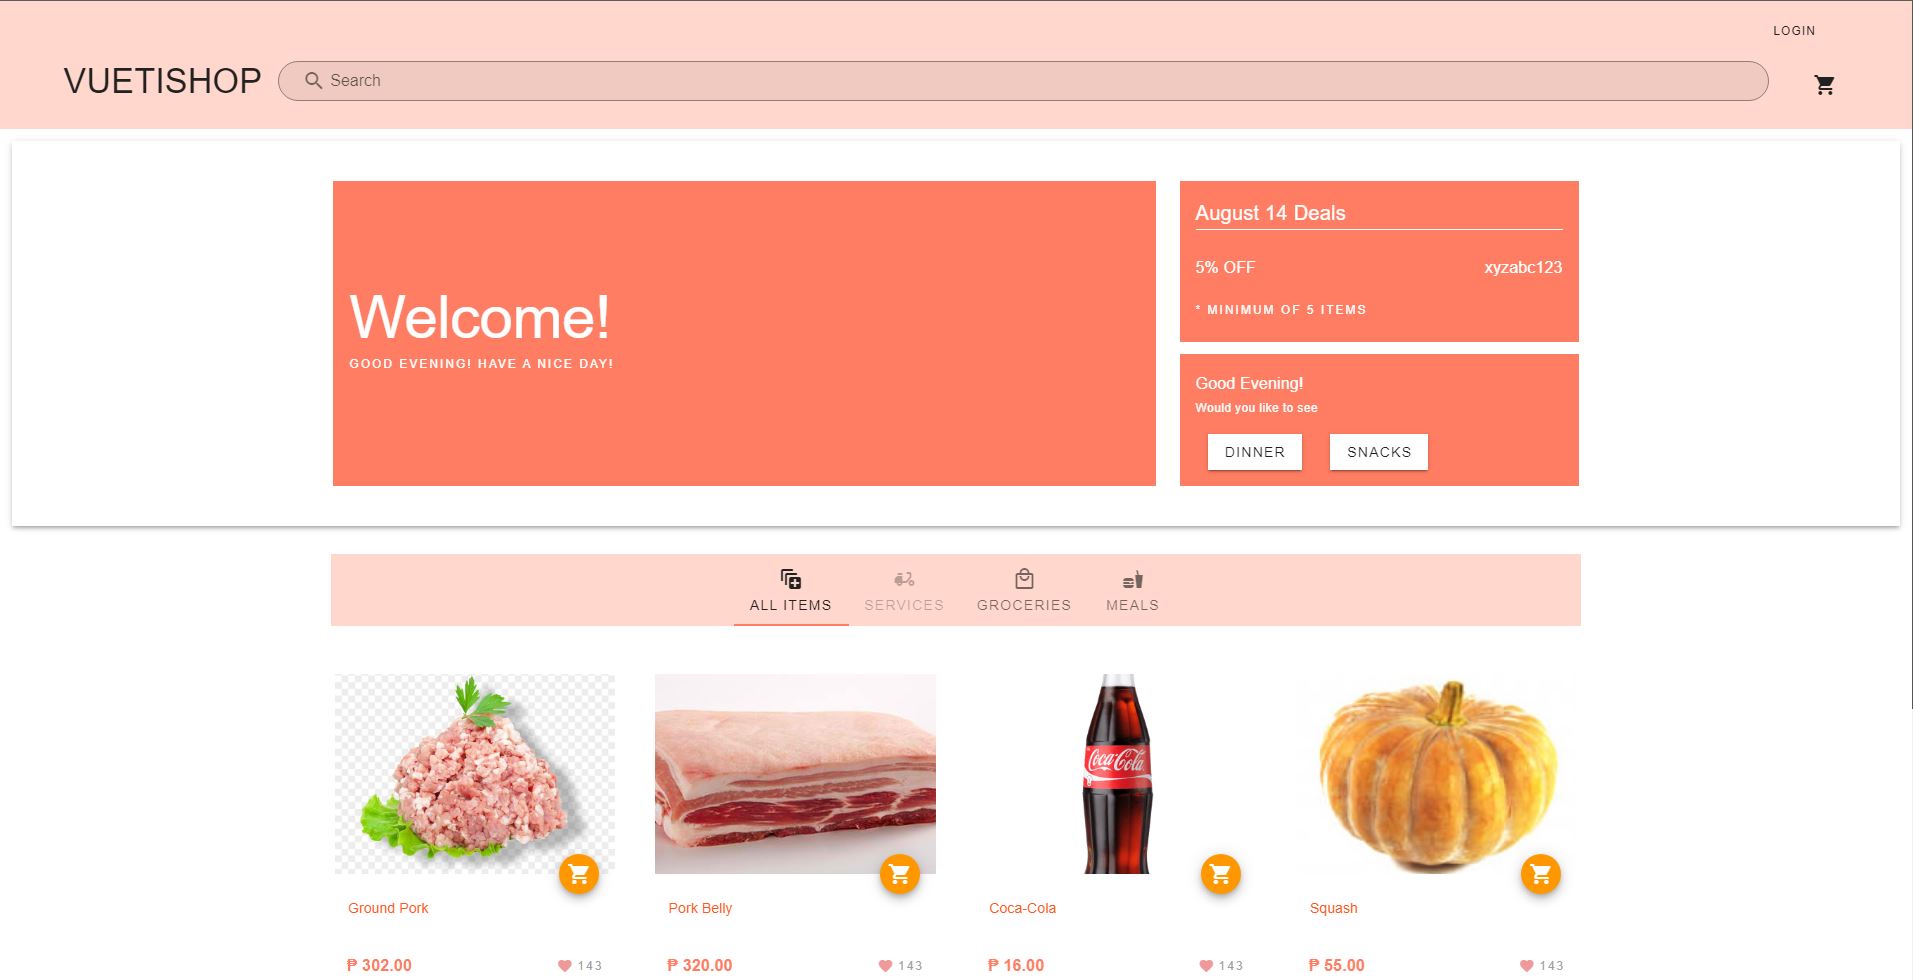 LOGIN
VUETISHOP
Search
Welcome!
GOOD EVENING! HAVE A NICE DAY!
August 14 Deals
5% OFF xyzabc123
* MINIMUM OF 5 ITEMS
Good Evening!
Would you like to see
DINNER SNACKS
ALL ITEMS SERVICES GROCERIES MEALS
Coca-Cola
Ground Pork Pork Belly Coca-Cola Squash
₱ 302.00 143 ₱ 320.00 143 ₱ 16.00 143 ₱ 55.00 143